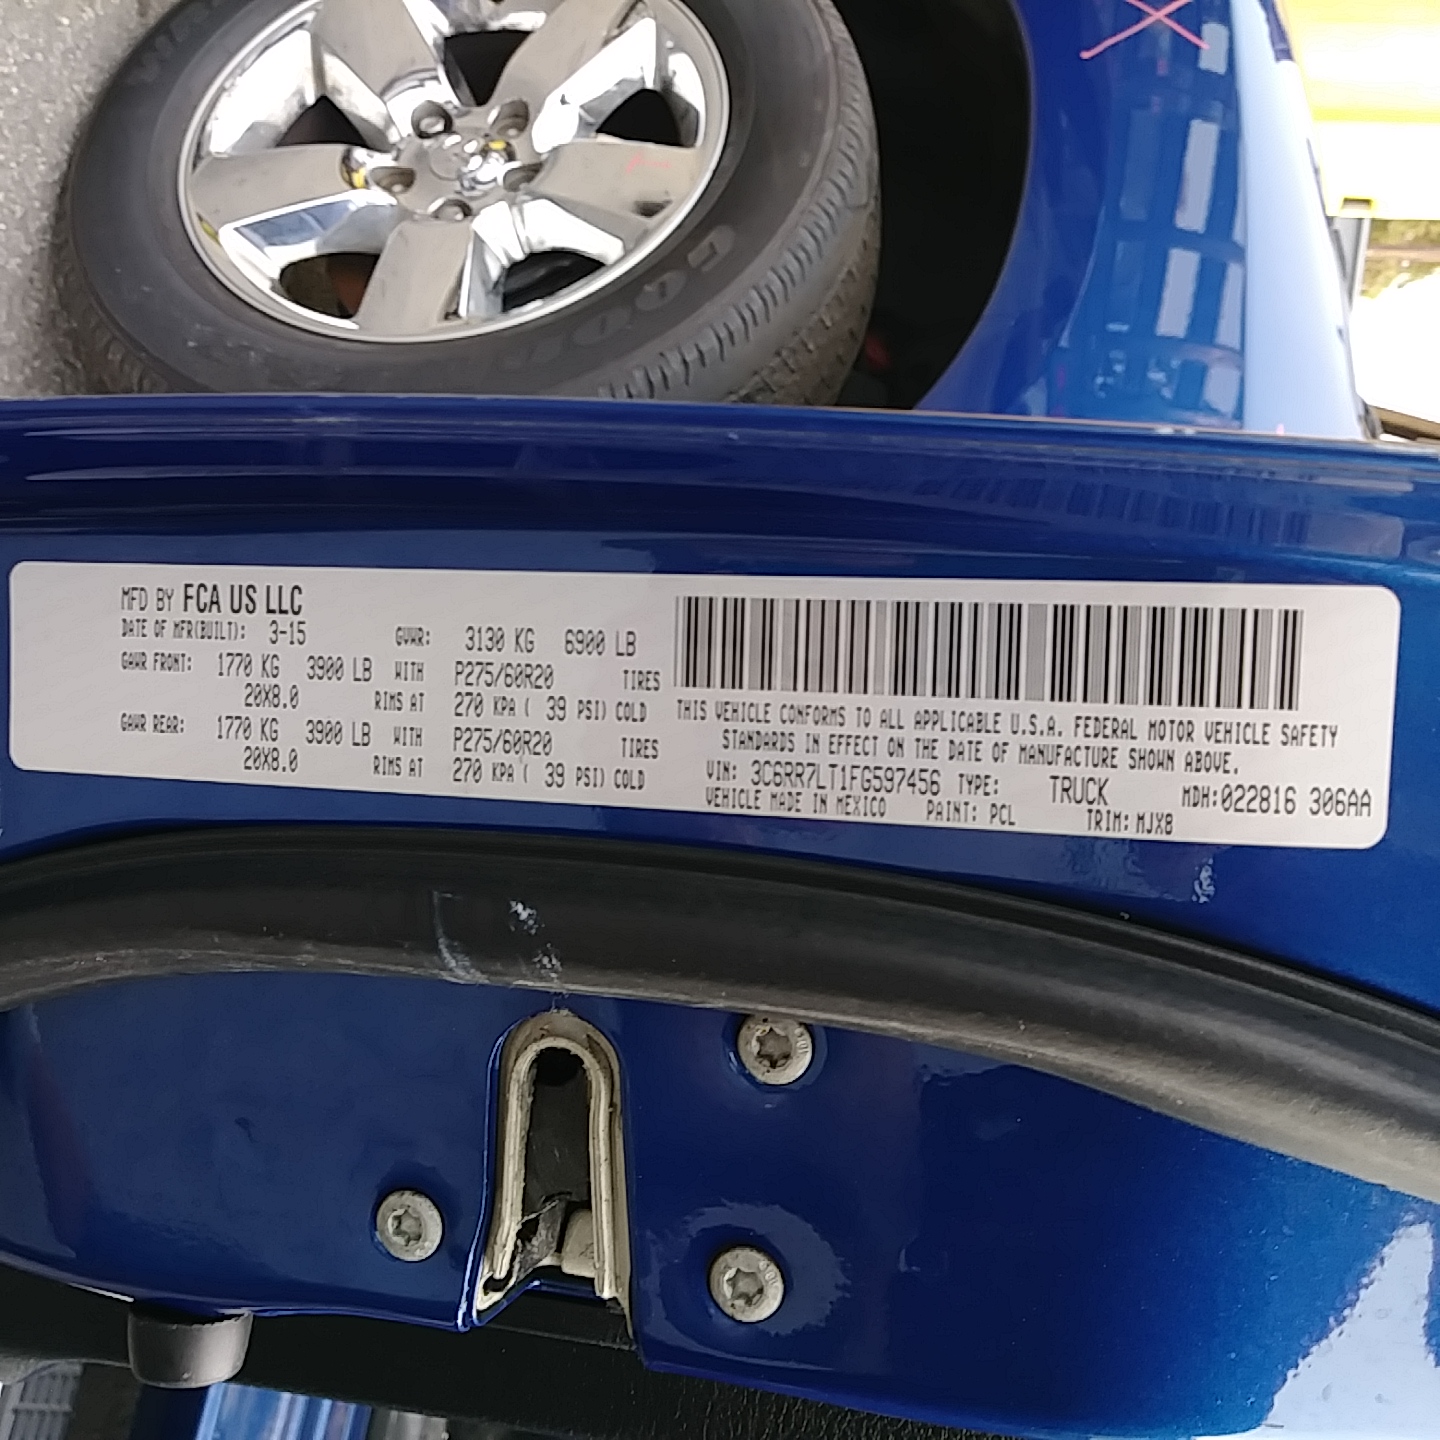 MFD BY FCA US LLC
DATE OF MFR(BUILT): 3-15 GVWR: 3130 KG 6900 LB
GAWR FRONT: 1770 KG 3900 LB WITH P275/60R20 TIRES
20X8.0 RIMS AT 270 KPA ( 39 PSI) COLD
GAWR REAR: 1770 KG 3900 LB WITH P275/60R20 TIRES
20X8.0 RIMS AT 270 KPA ( 39 PSI) COLD
THIS VEHICLE CONFORMS TO ALL APPLICABLE U.S.A. FEDERAL MOTOR VEHICLE SAFETY
STANDARDS IN EFFECT ON THE DATE OF MANUFACTURE SHOWN ABOVE.
VIN: 3C6RR7LT1FG597456 TYPE: TRUCK MDH:022816 306AA
VEHICLE MADE IN MEXICO PAINT: PCL TRIM: MJX8